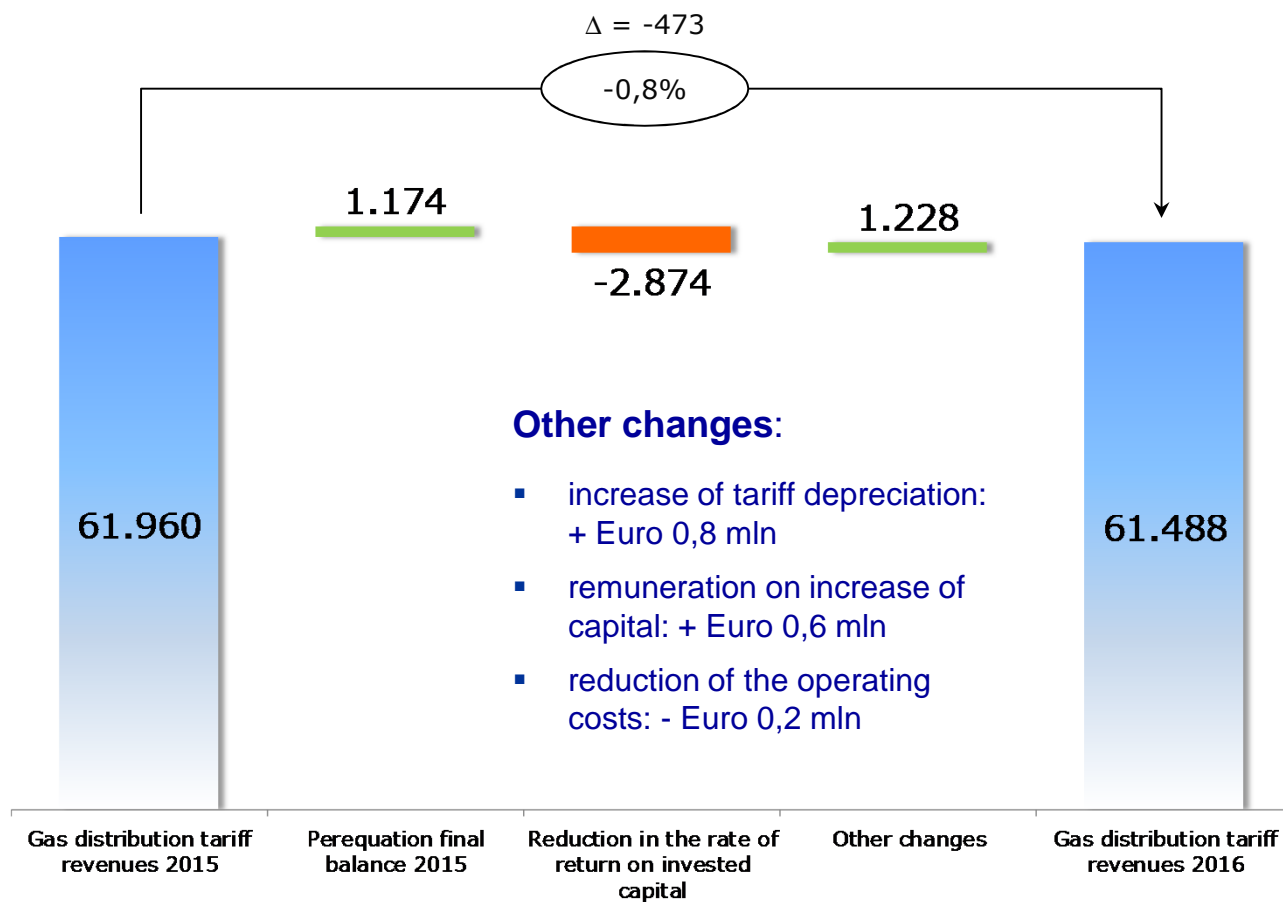 Δ = -473
-0,8%
1.174
-2.874
1.228
61.960
61.488
Other changes:
▪ increase of tariff depreciation:
+ Euro 0,8 mln
▪ remuneration on increase of
capital: + Euro 0,6 mln
▪ reduction of the operating
costs: - Euro 0,2 mln
Gas distribution tariff
revenues 2015
Perequation final
balance 2015
Reduction in the rate of
return on invested
capital
Other changes
Gas distribution tariff
revenues 2016